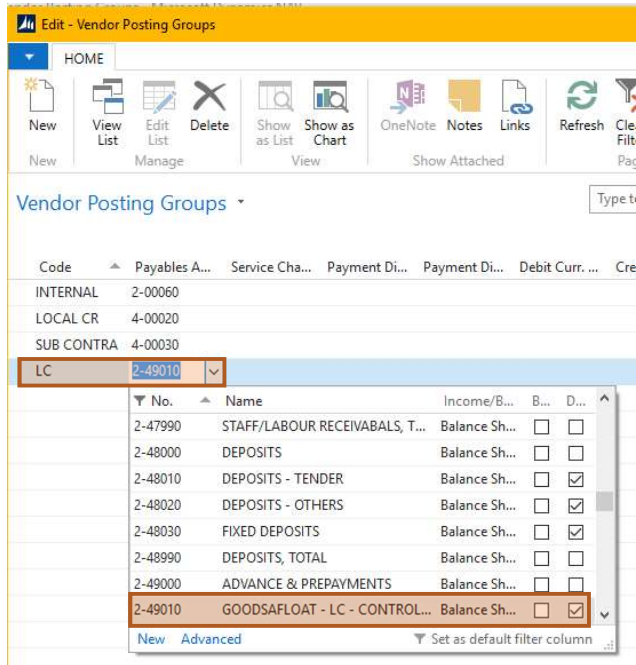 Edit - Vendor Posting Groups
HOME
New View List Edit List Delete Show as List Show as Chart OneNote Notes Links Refresh
New Manage View Show Attached
Vendor Posting Groups
Type
Code Payables A... Service Cha... Payment Di... Payment Di... Debit Curr. ... Cre
INTERNAL 2-00060
LOCAL CR 4-00020
SUB CONTRA 4-00030
LC 2-49010
No. Name Income/B... B... D...
2-47990 STAFF/LABOUR RECEIVABALS, T... Balance Sh...
2-48000 DEPOSITS Balance Sh...
2-48010 DEPOSITS - TENDER Balance Sh...
2-48020 DEPOSITS - OTHERS Balance Sh...
2-48030 FIXED DEPOSITS Balance Sh...
2-48990 DEPOSITS, TOTAL Balance Sh...
2-49000 ADVANCE & PREPAYMENTS Balance Sh...
2-49010 GOODSAFLOAT - LC - CONTROL... Balance Sh...
New Advanced Set as default filter column